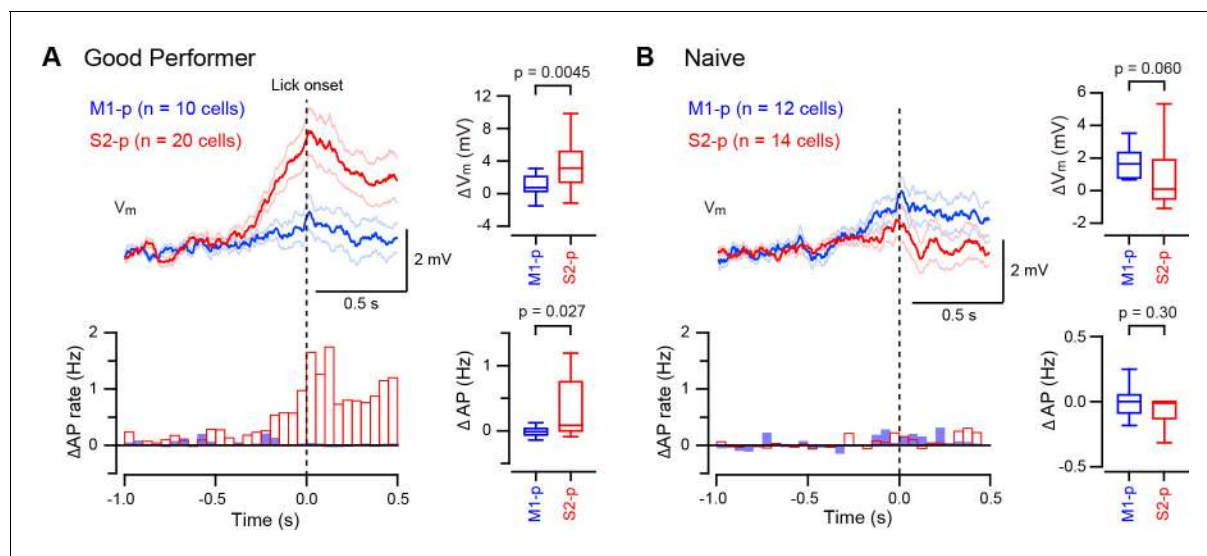 A Good Performer
Lick onset
M1-p (n = 10 cells)
S2-p (n = 20 cells)
Vm
2 mV
0.5 s
p = 0.0045
ΔVm (mV)
12
8
4
0
-4
M1-p
S2-p
ΔAP rate (Hz)
2
1
0
-1.0
-0.5
0.0
0.5
Time (s)
p = 0.027
Δ AP (Hz)
1
0
M1-p
S2-p
B Naive
M1-p (n = 12 cells)
S2-p (n = 14 cells)
Vm
2 mV
0.5 s
p = 0.060
ΔVm (mV)
6
4
2
0
2
M1-p
S2-p
ΔAP rate (Hz)
2
1
0
-1.0
-0.5
0.0
0.5
Time (s)
p = 0.30
Δ AP (Hz)
0.5
0.0
-0.5
M1-p
S2-p